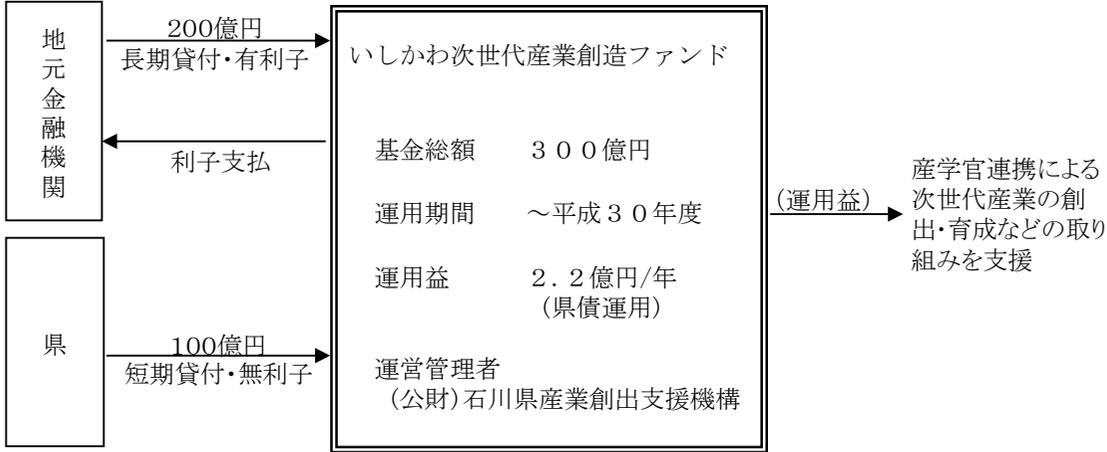 地元金融機関
200億円
長期貸付・有利子
利子支払
県
100億円
短期貸付・無利子
いしかわ次世代産業創造ファンド
基金総額　３００億円
運用期間　～平成３０年度
運用益　２．２億円/年
（県債運用）
運営管理者
（公財）石川県産業創出支援機構
（運用益）
産学官連携による
次世代産業の創
出・育成などの取り
組みを支援